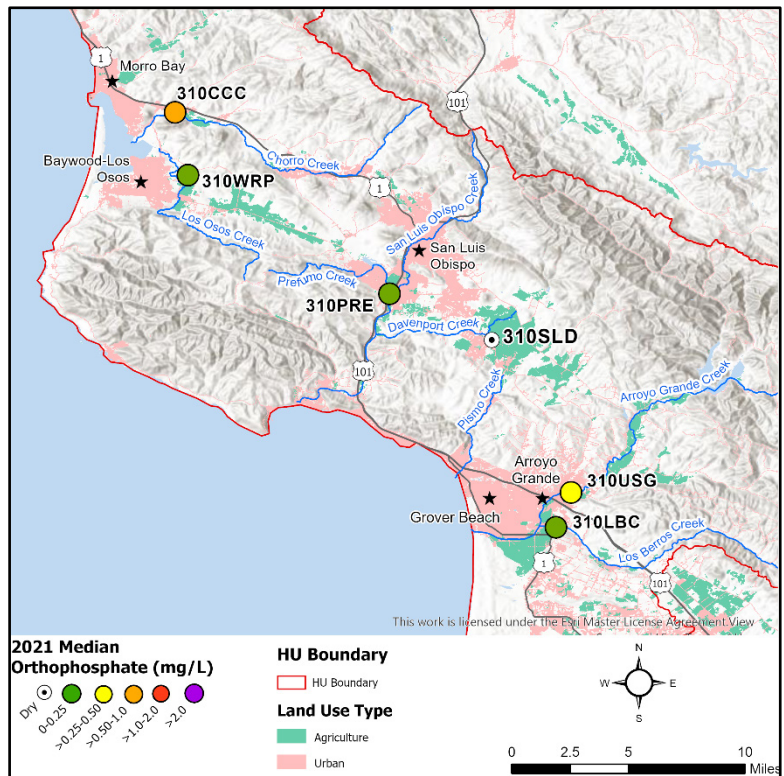 1
Morro Bay
310CCC
101
Chorro Creek
Baywood-Los
Osos
310WRP
1
San Luis Obispo Creek
Los Osos Creek
San Luis
Obispo
Prefumo Creek
310PRE
Davenport Creek
310SLD
101
Pismo Creek
Arroyo Grande Creek
Arroyo
Grande
310USG
Grover Beach
310LBC
Los Berros Creek
1
101
This work is licensed under the Esri Master License Agreement View
2021 Median
Orthophosphate (mg/L)
Dry
0-0.25
>0.25-0.50
>0.50-1.0
>1.0-2.0
>2.0
HU Boundary
HU Boundary
Land Use Type
Agriculture
Urban
N
W
E
S
0 2.5 5 10
Miles